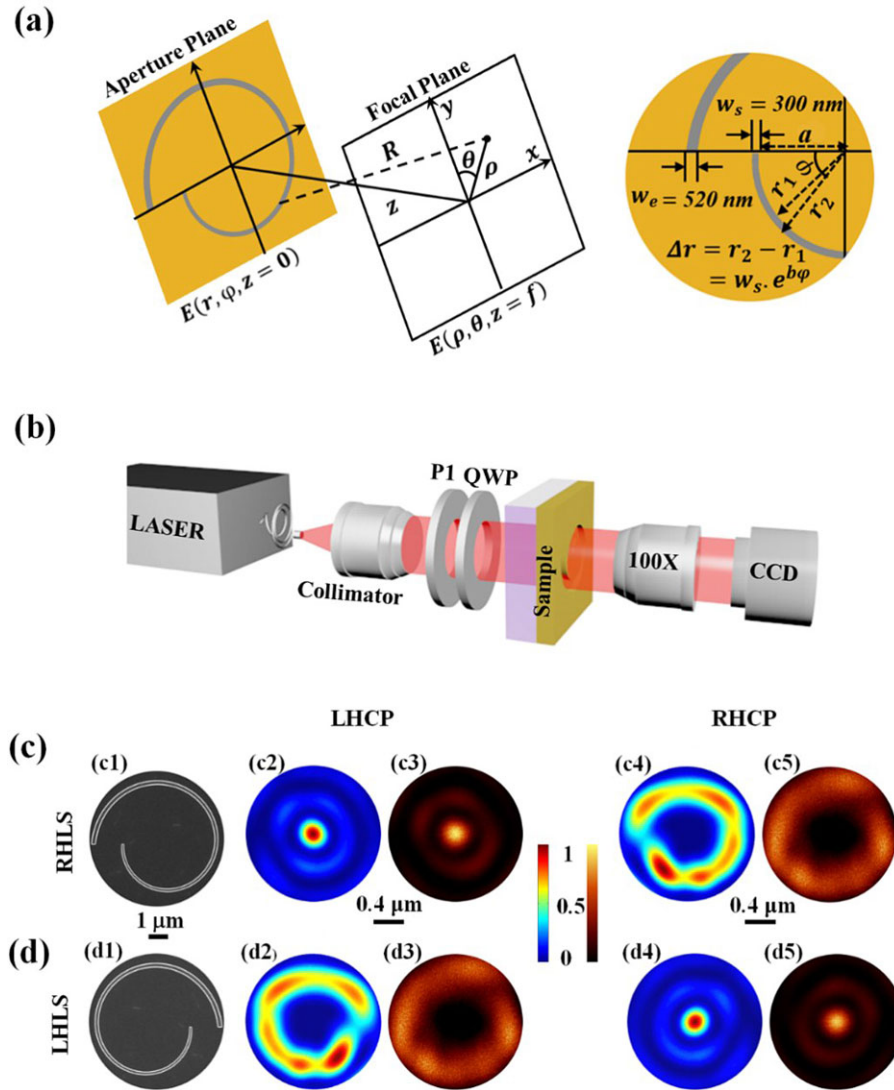 (a)
Aperture Plane
E(r, φ, z = 0)
Focal Plane
y
x
θ
ρ
R
z
E(ρ, θ, z = f)
w_s = 300 nm
a
φ
r_1
r_2
w_e = 520 nm
Δr = r_2 − r_1
= w_s. e^{bφ}
(b)
LASER
Collimator
P1 QWP
Sample
100X
CCD
LHCP
RHCP
(c)
RHLS
(c1)
(c2)
(c3)
(c4)
(c5)
1 μm
0.4 μm
1
0.5
0
0.4 μm
(d)
LHLS
(d1)
(d2)
(d3)
(d4)
(d5)